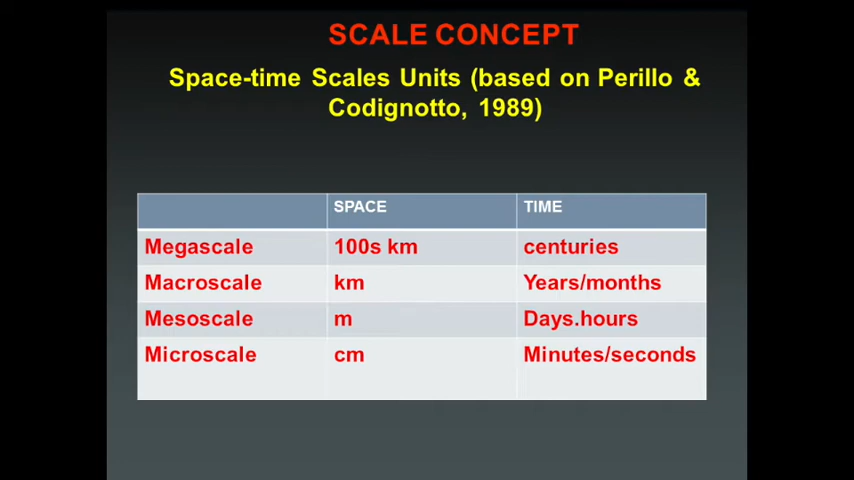 SCALE CONCEPT
Space-time Scales Units (based on Perillo &
Codignotto, 1989)
SPACE TIME
Megascale 100s km centuries
Macroscale km Years/months
Mesoscale m Days.hours
Microscale cm Minutes/seconds